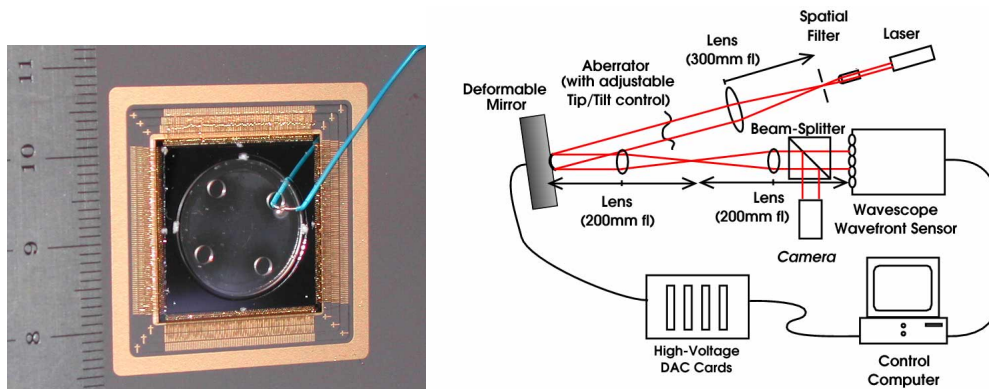 11
10
9
8
Spatial
Filter
Laser
Lens
(300mm fl)
Aberrator
(with adjustable
Tip/Tilt control)
Deformable
Mirror
Beam-Splitter
Lens
(200mm fl)
Lens
(200mm fl)
Wavescope
Wavefront Sensor
Camera
High-Voltage
DAC Cards
Control
Computer